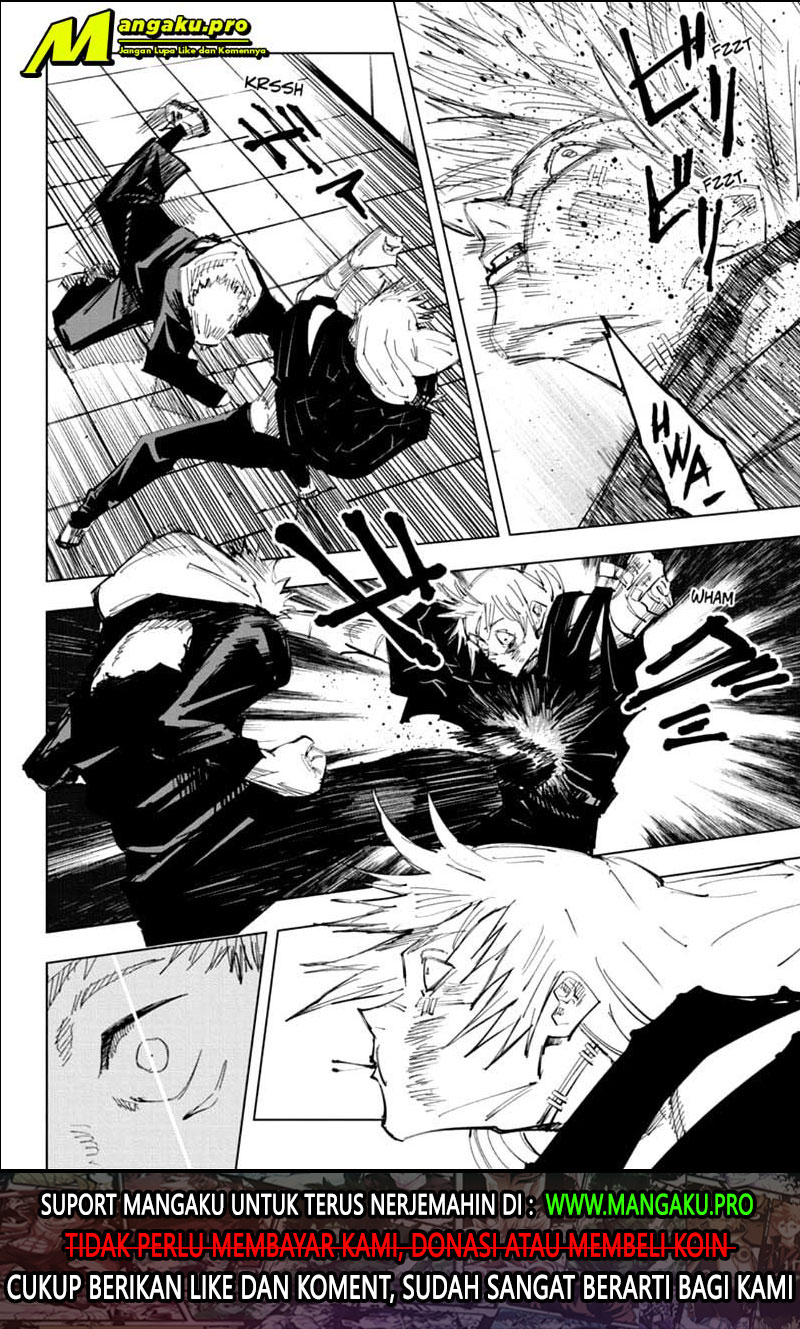 Mangaku.pro
Jangan Lupa Like dan Komennya
ビ
リ
FZZT
ビ
リ
FZZT.
KRSSH
HWA-
WHAM
SUPORT MANGAKU UNTUK TERUS NERJEMAHIN DI : WWW.MANGAKU.PRO
TIDAK PERLU MEMBAYAR KAMI, DONASI ATAU MEMBELI KOIN
CUKUP BERIKAN LIKE DAN KOMENT, SUDAH SANGAT BERARTI BAGI KAMI